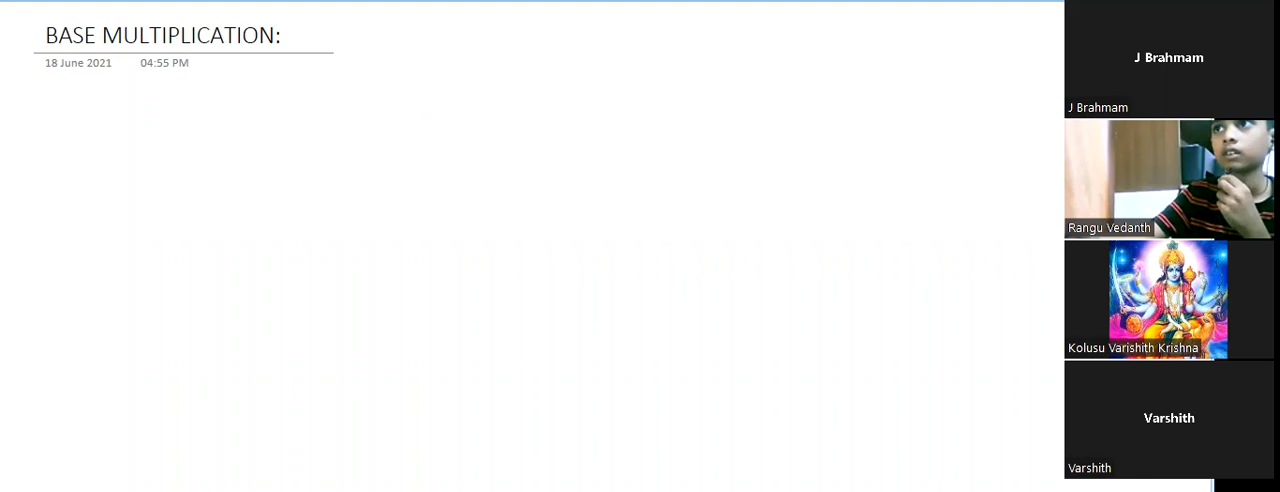 BASE MULTIPLICATION:
18 June 2021 04:55 PM
J Brahmam
J Brahmam
Rangu Vedanth
Kolusu Varishith Krishna
Varshith
Varshith